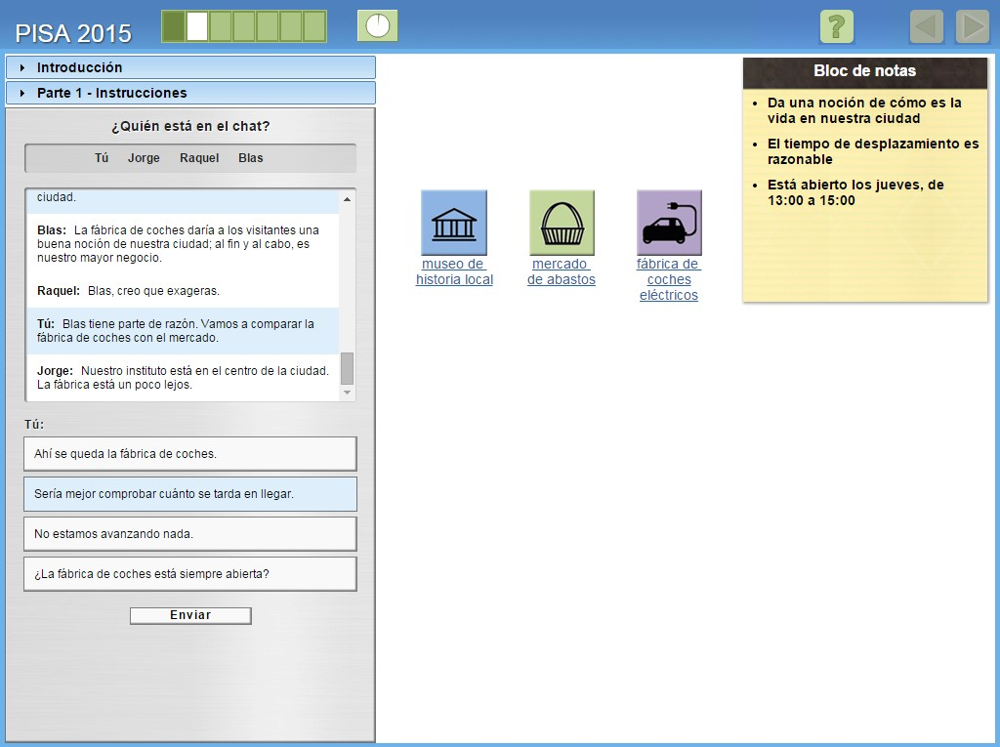 PISA 2015
?
Introducción
Parte 1 - Instrucciones
¿Quién está en el chat?
Tú Jorge Raquel Blas
ciudad.
Blas: La fábrica de coches daría a los visitantes una
buena noción de nuestra ciudad; al fin y al cabo, es
nuestro mayor negocio.
Raquel: Blas, creo que exageras.
Tú: Blas tiene parte de razón. Vamos a comparar la
fábrica de coches con el mercado.
Jorge: Nuestro instituto está en el centro de la ciudad.
La fábrica está un poco lejos.
Tú:
Ahí se queda la fábrica de coches.
Sería mejor comprobar cuánto se tarda en llegar.
No estamos avanzando nada.
¿La fábrica de coches está siempre abierta?
Enviar
museo de
historia local
mercado
de abastos
fábrica de
coches
eléctricos
Bloc de notas
• Da una noción de cómo es la
vida en nuestra ciudad
• El tiempo de desplazamiento es
razonable
• Está abierto los jueves, de
13:00 a 15:00